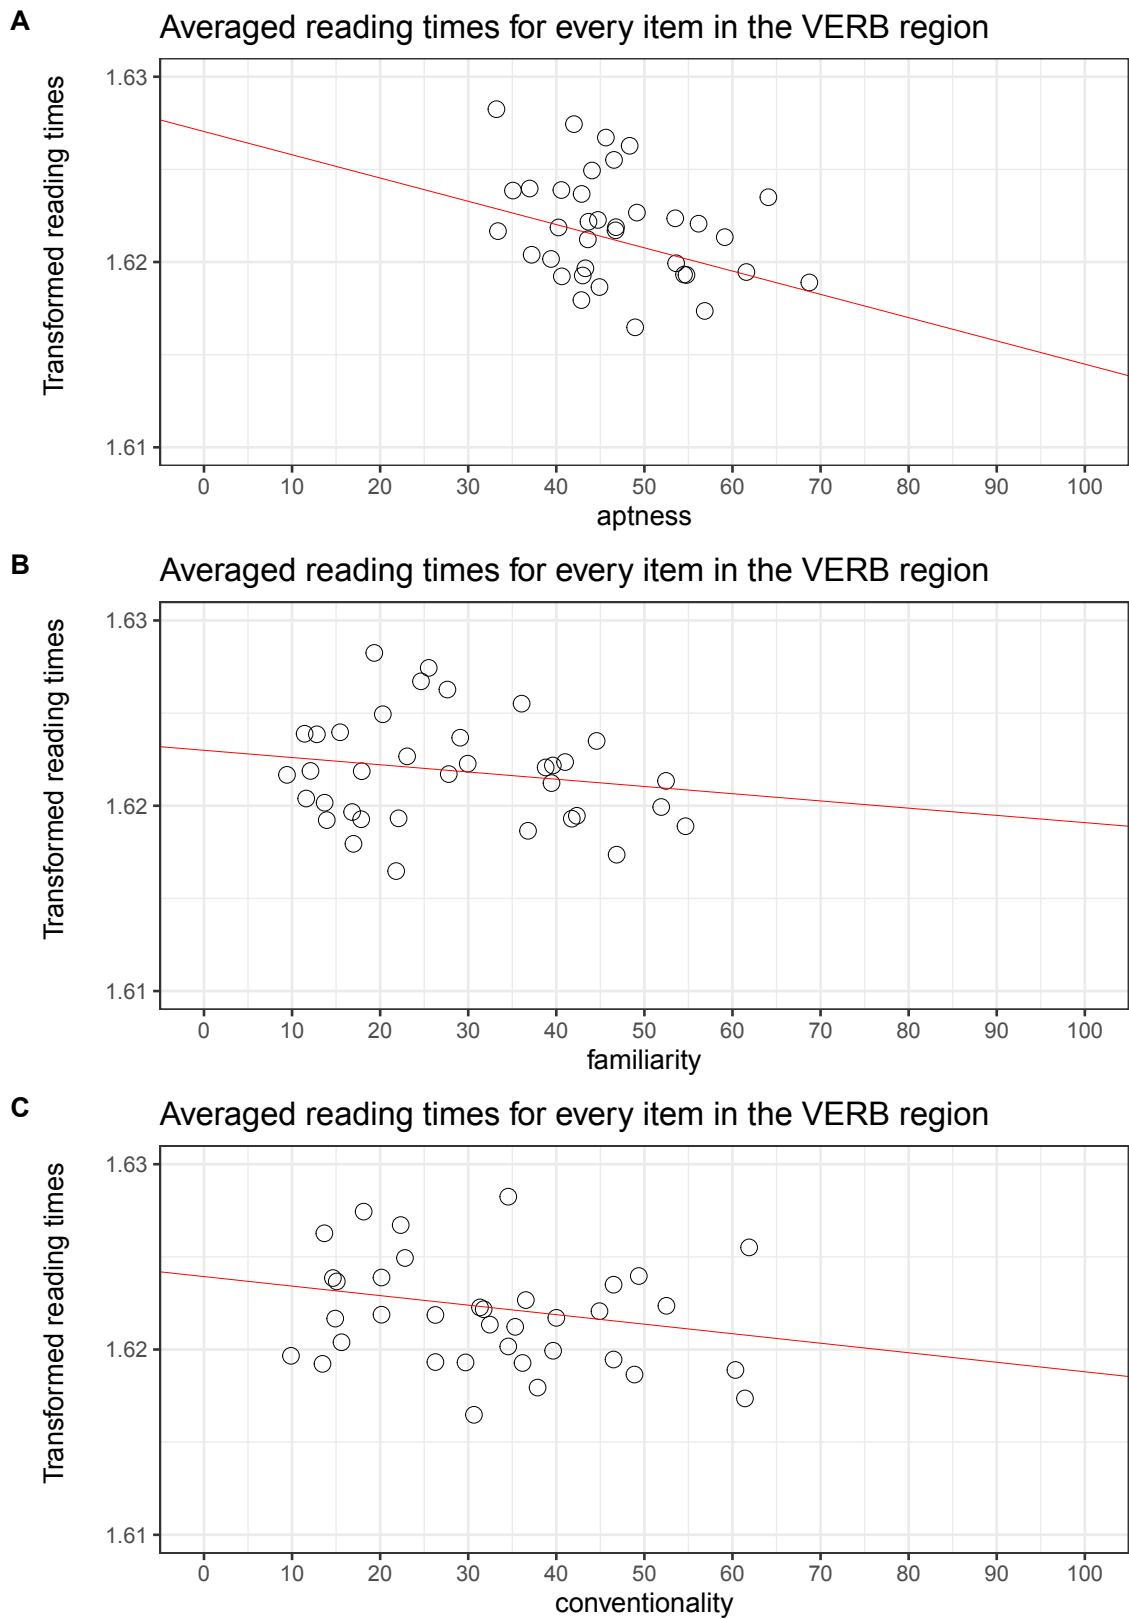 A
Averaged reading times for every item in the VERB region
Transformed reading times
1.63
1.62
1.61
0 10 20 30 40 50 60 70 80 90 100
aptness
B
Averaged reading times for every item in the VERB region
Transformed reading times
1.63
1.62
1.61
0 10 20 30 40 50 60 70 80 90 100
familiarity
C
Averaged reading times for every item in the VERB region
Transformed reading times
1.63
1.62
1.61
0 10 20 30 40 50 60 70 80 90 100
conventionality